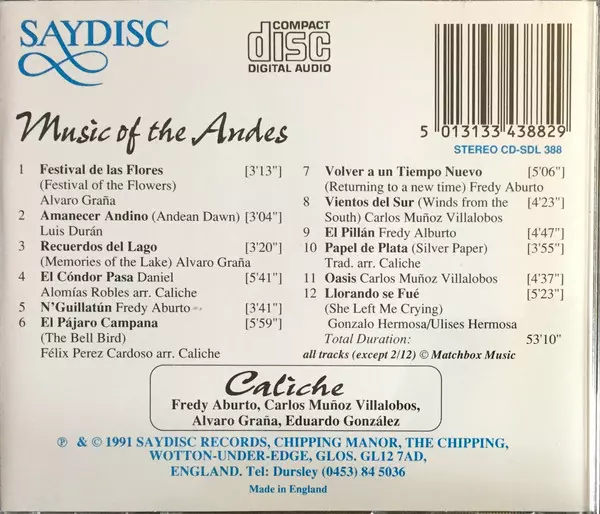 SAYDISC
COMPACT
disc
DIGITAL AUDIO
5 013133 438829
STEREO CD-SDL 388
Music of the Andes
1 Festival de las Flores [3'13"]
(Festival of the Flowers)
Alvaro Graña
2 Amanecer Andino (Andean Dawn) [3'04"]
Luis Durán
3 Recuerdos del Lago [3'20"]
(Memories of the Lake) Alvaro Graña
4 El Cóndor Pasa Daniel [5'41"]
Alomías Robles arr. Caliche
5 N'Guillatún Fredy Aburto [3'41"]
6 El Pájaro Campana [5'59"]
(The Bell Bird)
Félix Perez Cardoso arr. Caliche
7 Volver a un Tiempo Nuevo [5'06"]
(Returning to a new time) Fredy Aburto
8 Vientos del Sur (Winds from the [4'23"]
South) Carlos Muñoz Villalobos
9 El Pillán Fredy Alburto [4'47"]
10 Papel de Plata (Silver Paper) [3'55"]
Trad. arr. Caliche
11 Oasis Carlos Muñoz Villalobos [4'37"]
12 Llorando se Fué [5'23"]
(She Left Me Crying)
Gonzalo Hermosa/Ulises Hermosa
Total Duration: 53'10"
all tracks (except 2/12) © Matchbox Music
Caliche
Fredy Aburto, Carlos Muñoz Villalobos,
Alvaro Graña, Eduardo González
℗ & © 1991 SAYDISC RECORDS, CHIPPING MANOR, THE CHIPPING,
WOTTON-UNDER-EDGE, GLOS. GL12 7AD,
ENGLAND. Tel: Dursley (0453) 84 5036
Made in England